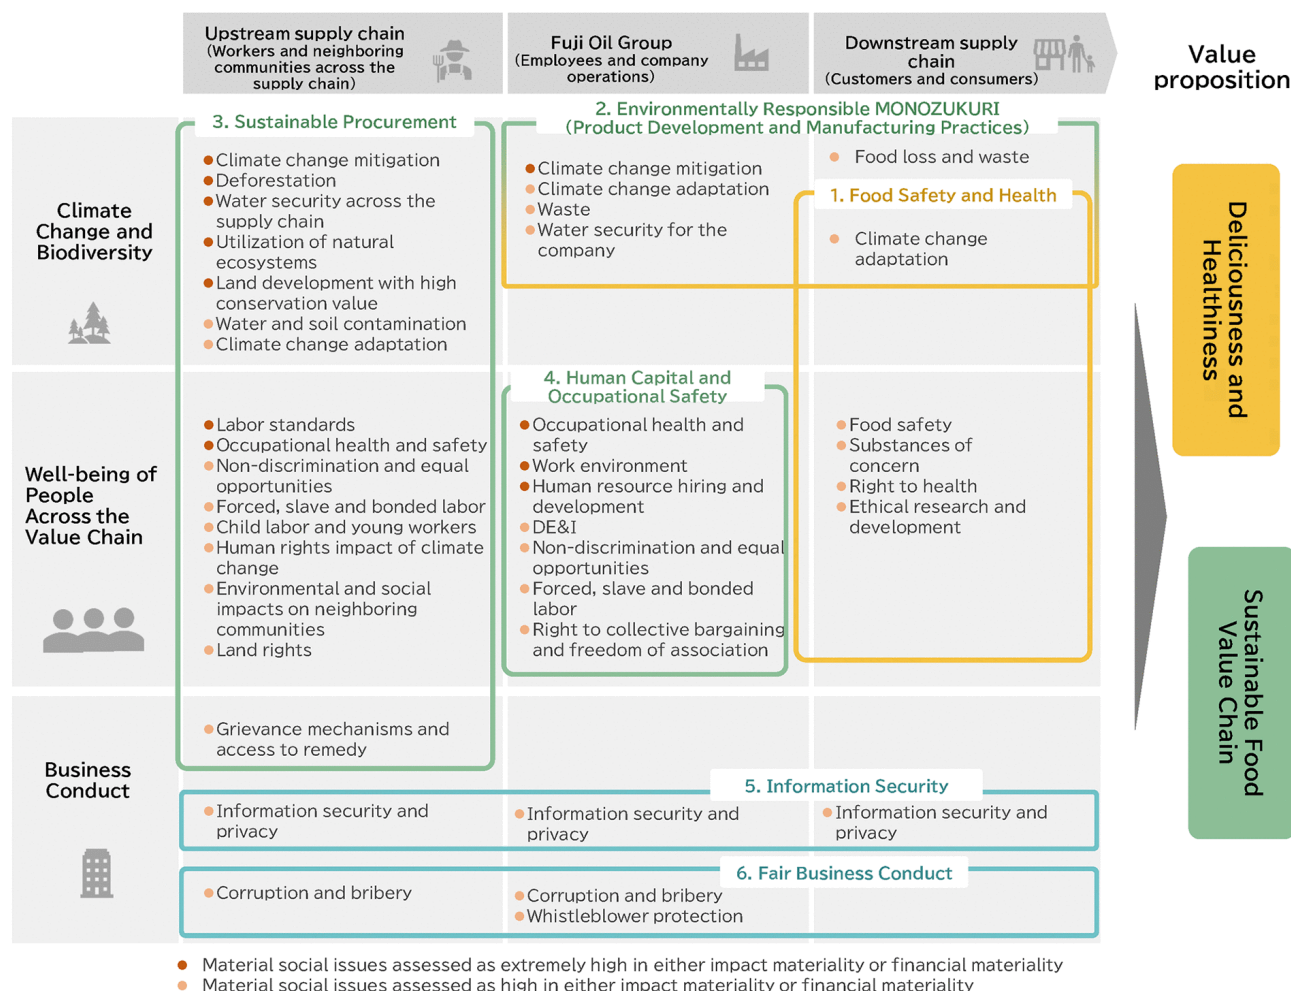 Upstream supply chain
(Workers and neighboring
communities across the
supply chain)
Fuji Oil Group
(Employees and company
operations)
Downstream supply
chain
(Customers and consumers)
Value
proposition
Climate
Change and
Biodiversity
3. Sustainable Procurement
Climate change mitigation
Deforestation
Water security across the
supply chain
Utilization of natural
ecosystems
Land development with high
conservation value
Water and soil contamination
Climate change adaptation
2. Environmentally Responsible MONOZUKURI
(Product Development and Manufacturing Practices)
Climate change mitigation
Climate change adaptation
Waste
Water security for the
company
Food loss and waste
1. Food Safety and Health
Climate change
adaptation
Well-being of
People
Across the
Value Chain
Labor standards
Occupational health and safety
Non-discrimination and equal
opportunities
Forced, slave and bonded labor
Child labor and young workers
Human rights impact of climate
change
Environmental and social
impacts on neighboring
communities
Land rights
4. Human Capital and
Occupational Safety
Occupational health and
safety
Work environment
Human resource hiring and
development
DE&I
Non-discrimination and equal
opportunities
Forced, slave and bonded
labor
Right to collective bargaining
and freedom of association
Food safety
Substances of
concern
Right to health
Ethical research and
development
Business
Conduct
Grievance mechanisms and
access to remedy
5. Information Security
Information security and
privacy
Information security and
privacy
Information security and
privacy
6. Fair Business Conduct
Corruption and bribery
Corruption and bribery
Whistleblower protection
Deliciousness and
Healthiness
Sustainable Food
Value Chain
Material social issues assessed as extremely high in either impact materiality or financial materiality
Material social issues assessed as high in either impact materiality or financial materiality